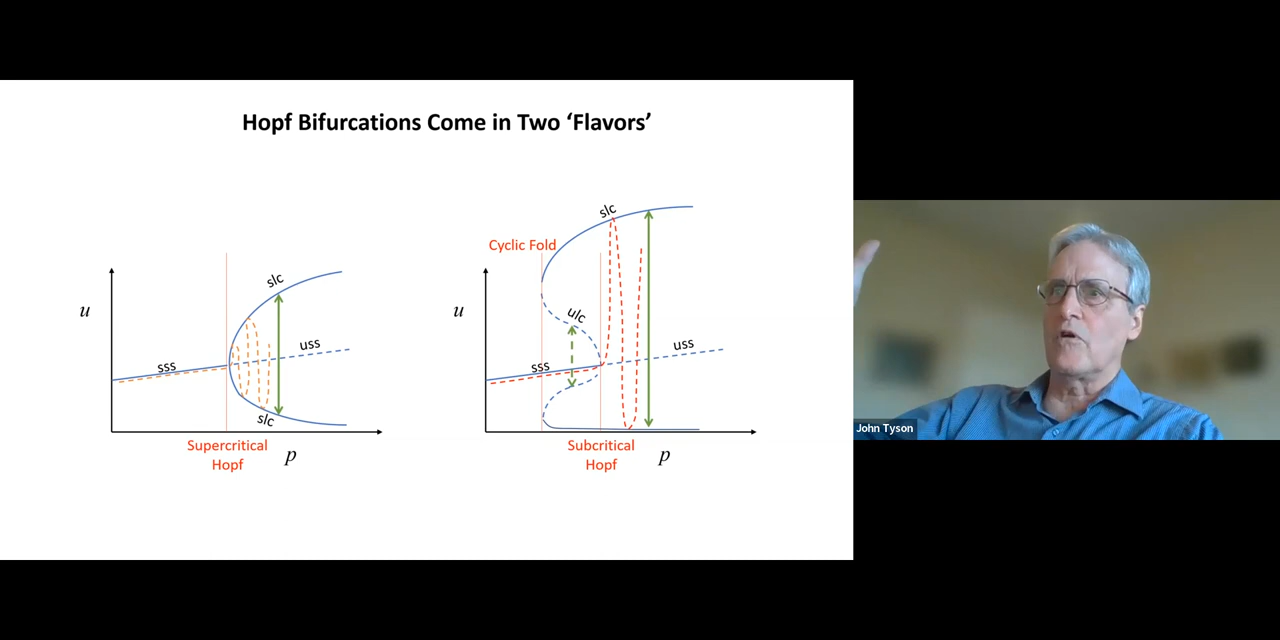 Hopf Bifurcations Come in Two ‘Flavors’
u
sss
slc
uss
slc
Supercritical
Hopf
p
u
Cyclic Fold
slc
ulc
sss
uss
Subcritical
Hopf
p
John Tyson